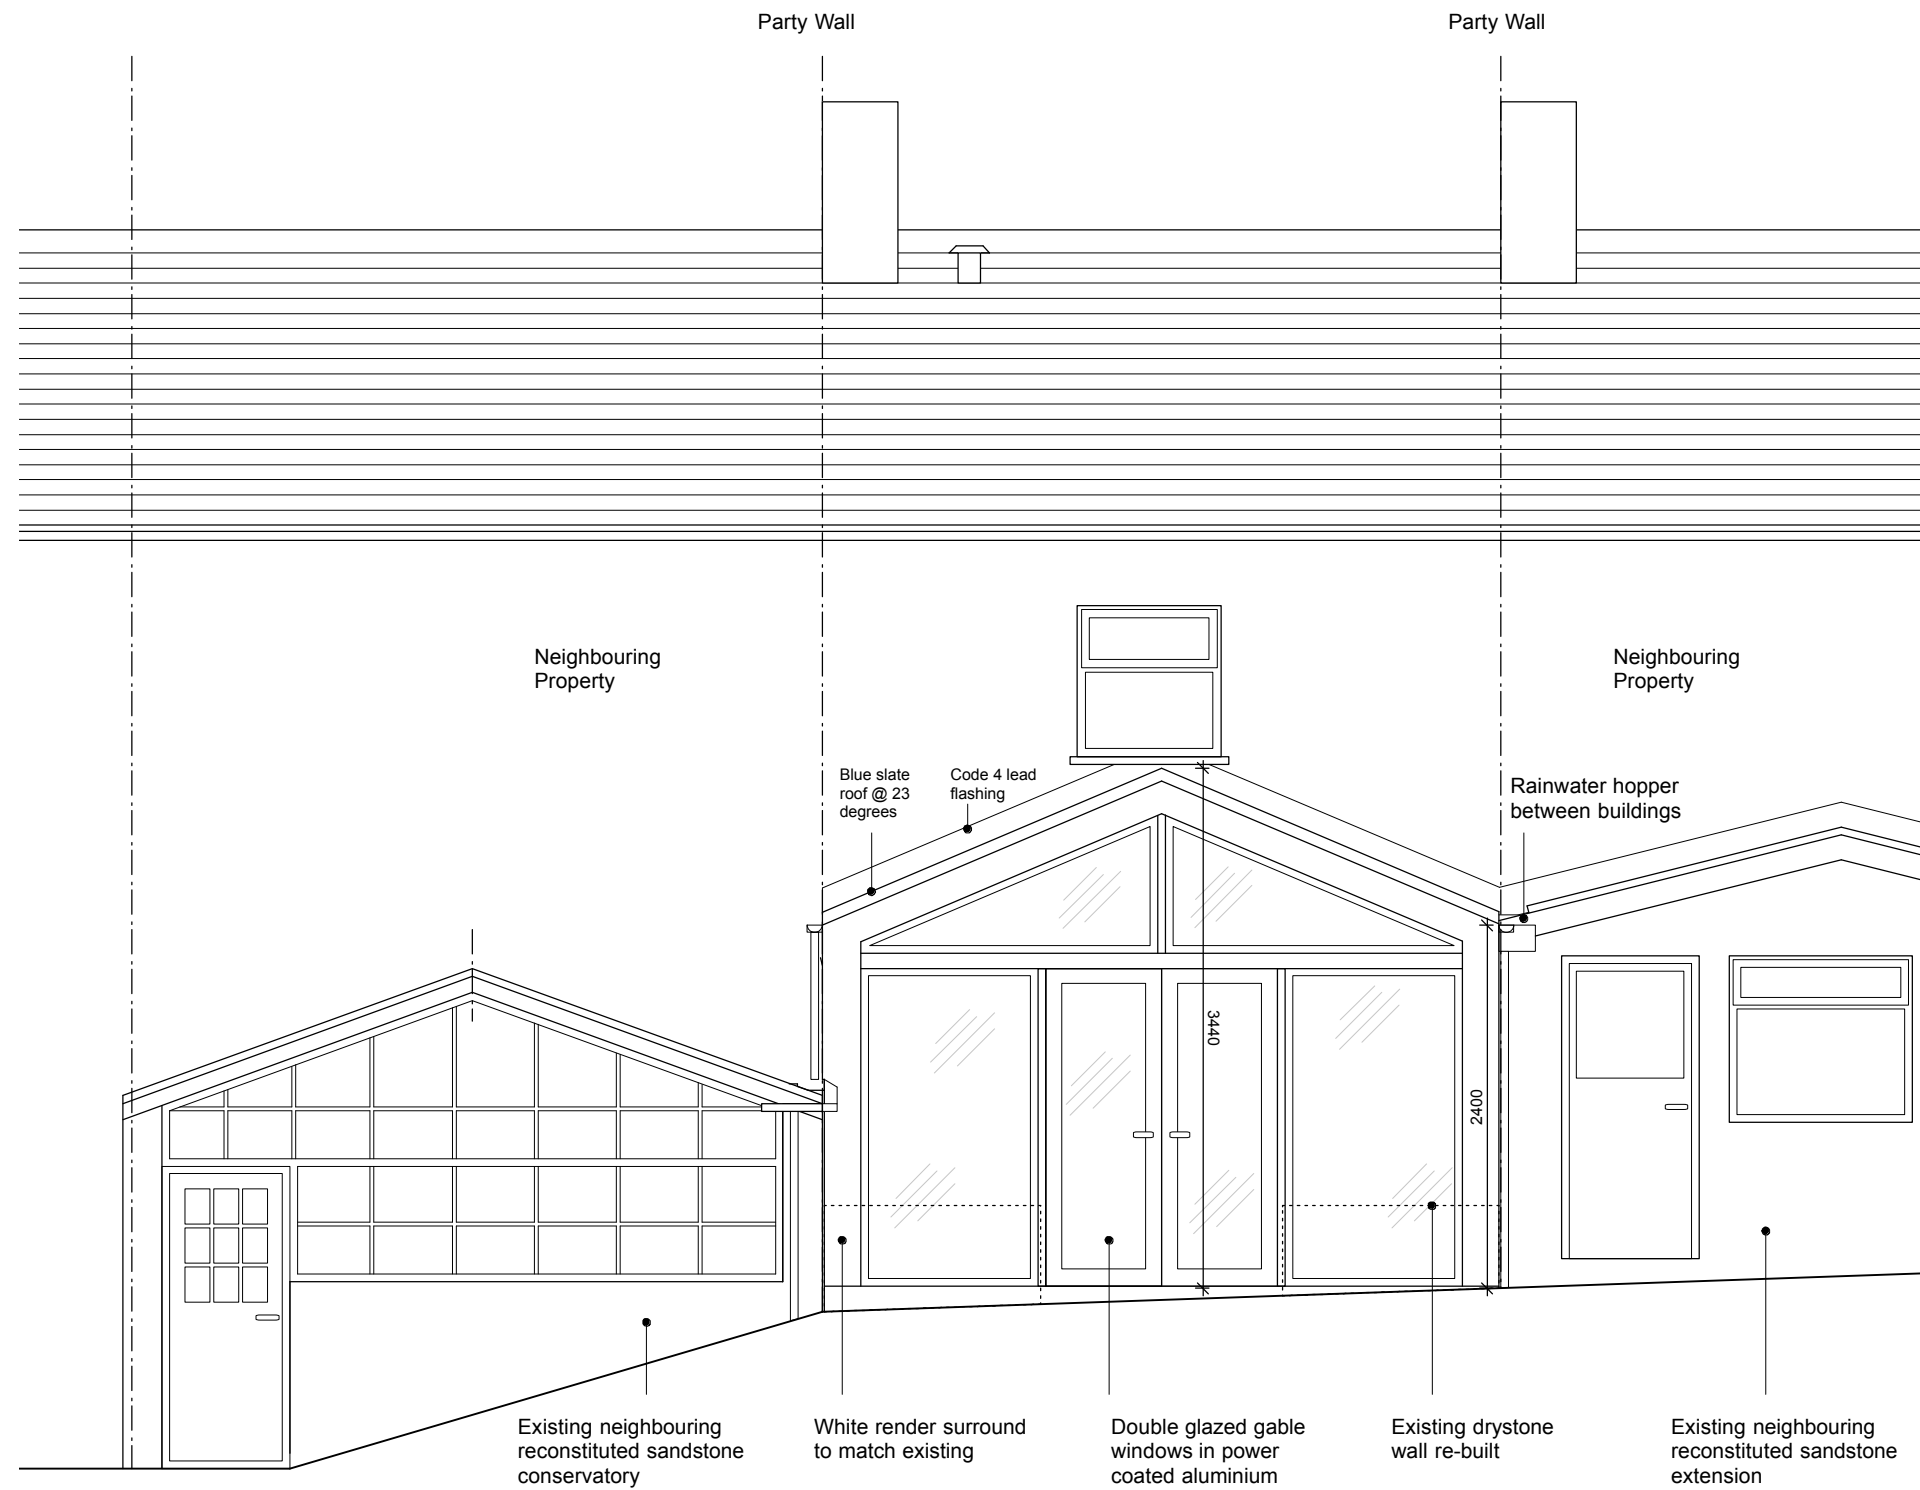 Party Wall
Party Wall
Neighbouring
Property
Neighbouring
Property
Blue slate
roof @ 23
degrees
Code 4 lead
flashing
Rainwater hopper
between buildings
3440
2400
Existing neighbouring
reconstituted sandstone
conservatory
White render surround
to match existing
Double glazed gable
windows in power
coated aluminium
Existing drystone
wall re-built
Existing neighbouring
reconstituted sandstone
extension